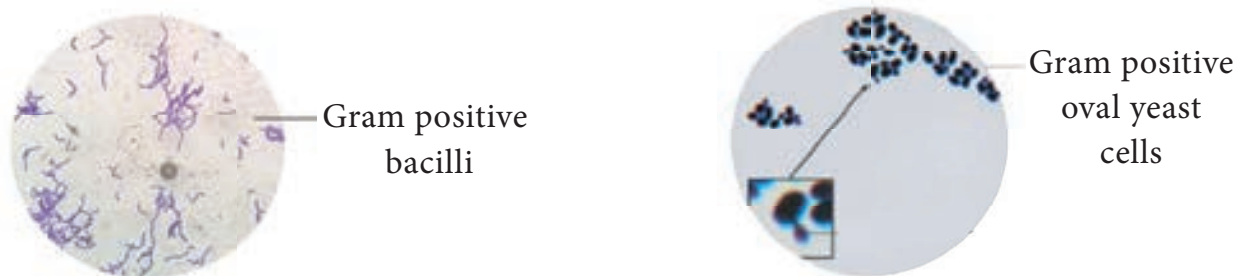 Gram positive
bacilli
Gram positive
oval yeast
cells